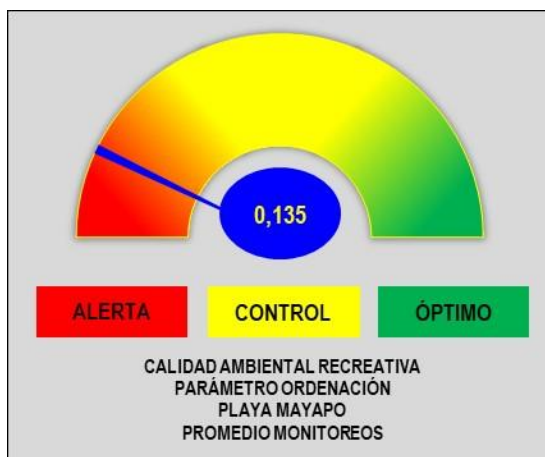 0,135
ALERTA CONTROL ÓPTIMO
CALIDAD AMBIENTAL RECREATIVA
PARÁMETRO ORDENACIÓN
PLAYA MAYAPO
PROMEDIO MONITOREOS